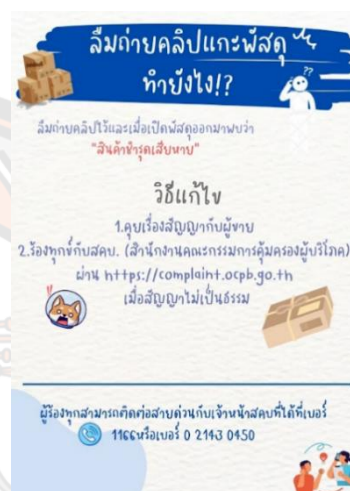 ลืมถ่ายคลิปแกะพัสดุ
ทำยังไง!?
??
ลืมถ่ายคลิปไว้และเมื่อเปิดพัสดุออกมาพบว่า
"สินค้าชำรุดเสียหาย"
วิธีแก้ไข
1.คุยเรื่องสัญญากับผู้ขาย
2.ร้องทุกข์กับสคบ. (สำนักงานคณะกรรมการคุ้มครองผู้บริโภค)
ผ่าน https://complaint.ocpb.go.th
เมื่อสัญญาไม่เป็นธรรม
ผู้ร้องทุกสามารถติดต่อสายด่วนกับเจ้าหน้าสคบที่ได้ที่เบอร์
1166หรือเบอร์ 0 2143 0450